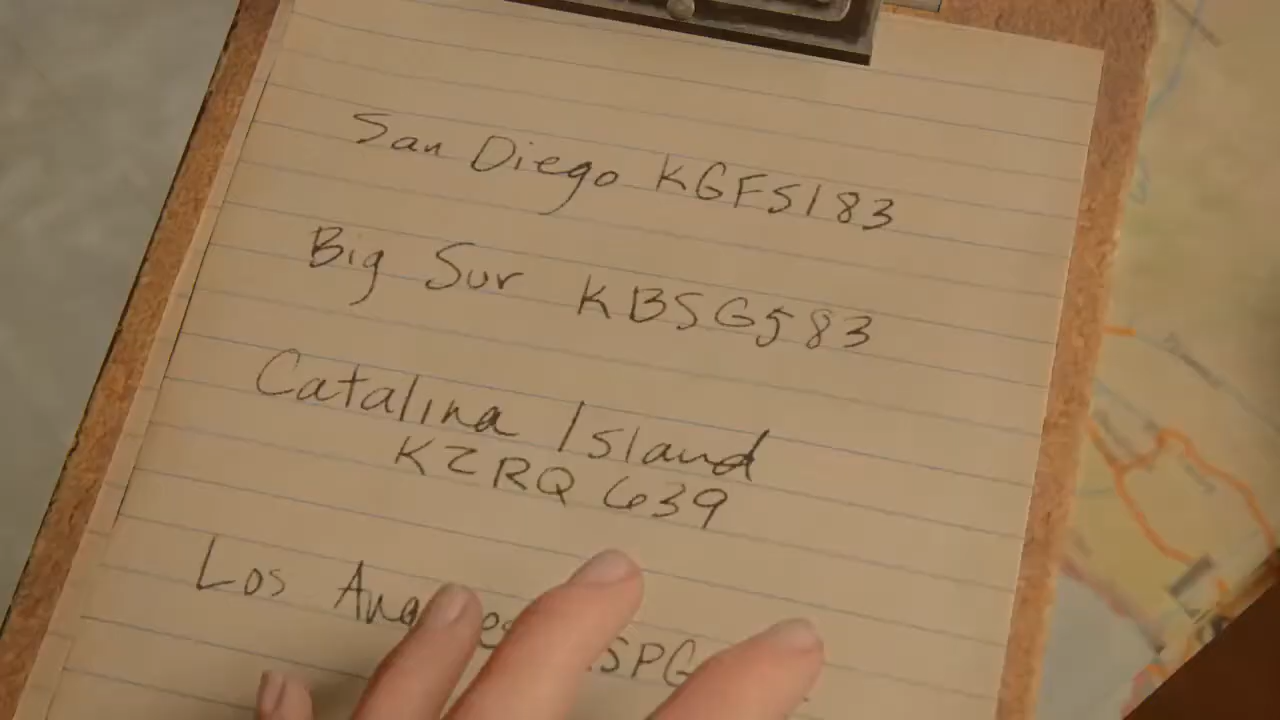 San Diego KGFS183
Big Sur KBSG583
Catalina Island
KZRQ 639
Los